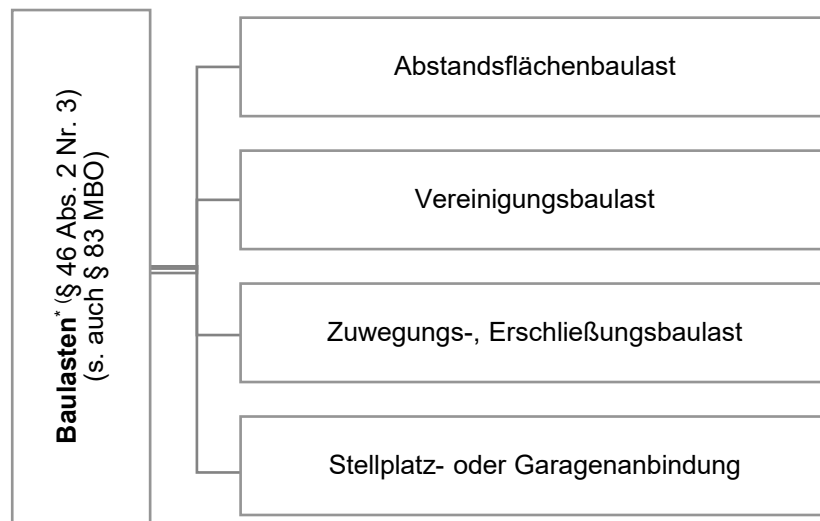 Baulasten* (§ 46 Abs. 2 Nr. 3)
(s. auch § 83 MBO)
Abstandsflächenbaulast
Vereinigungsbaulast
Zuwegungs-, Erschließungsbaulast
Stellplatz- oder Garagenanbindung